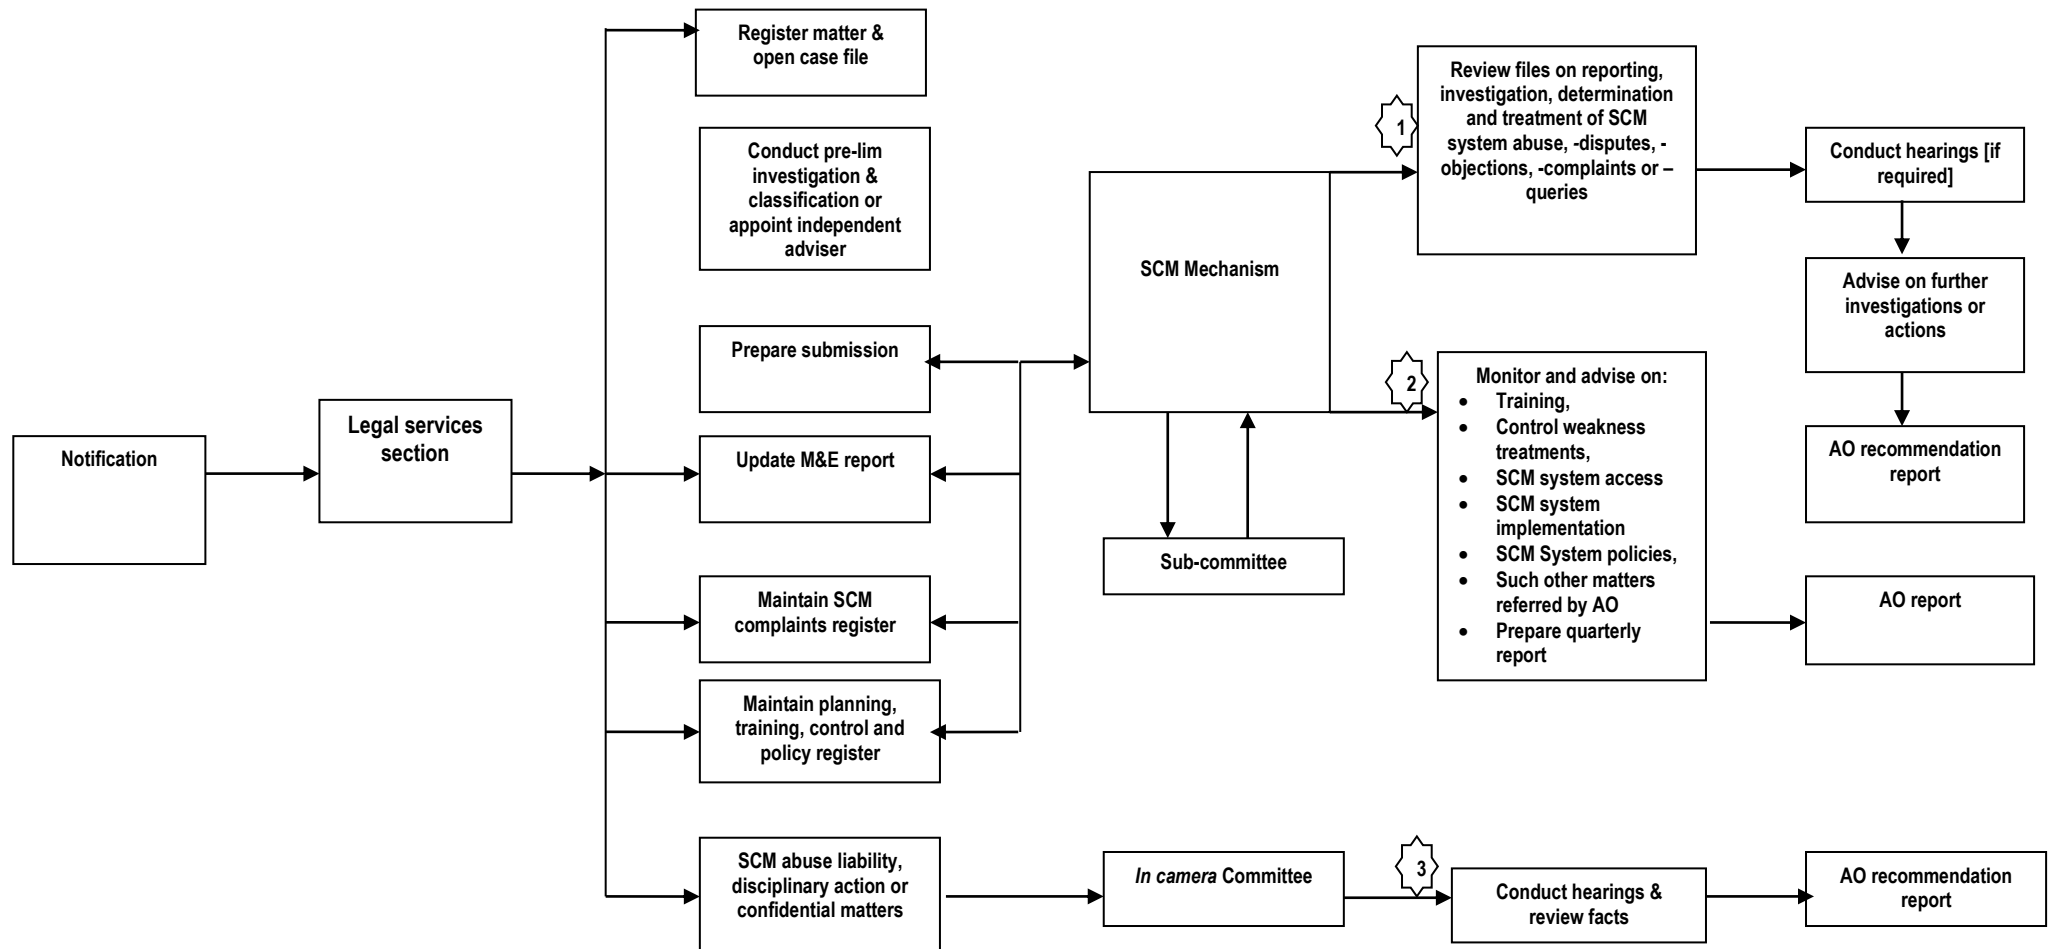 Notification
Legal services
section
Register matter &
open case file
Conduct pre-lim
investigation &
classification or
appoint independent
adviser
Prepare submission
Update M&E report
Maintain SCM
complaints register
Maintain planning,
training, control and
policy register
SCM abuse liability,
disciplinary action or
confidential matters
SCM Mechanism
Sub-committee
In camera Committee
1
Review files on reporting,
investigation, determination
and treatment of SCM
system abuse, -disputes, -
objections, -complaints or –
queries
2
Monitor and advise on:
• Training,
• Control weakness
treatments,
• SCM system access
• SCM system
implementation
• SCM System policies,
• Such other matters
referred by AO
• Prepare quarterly
report
3
Conduct hearings &
review facts
Conduct hearings [if
required]
Advise on further
investigations or
actions
AO recommendation
report
AO report
AO recommendation
report